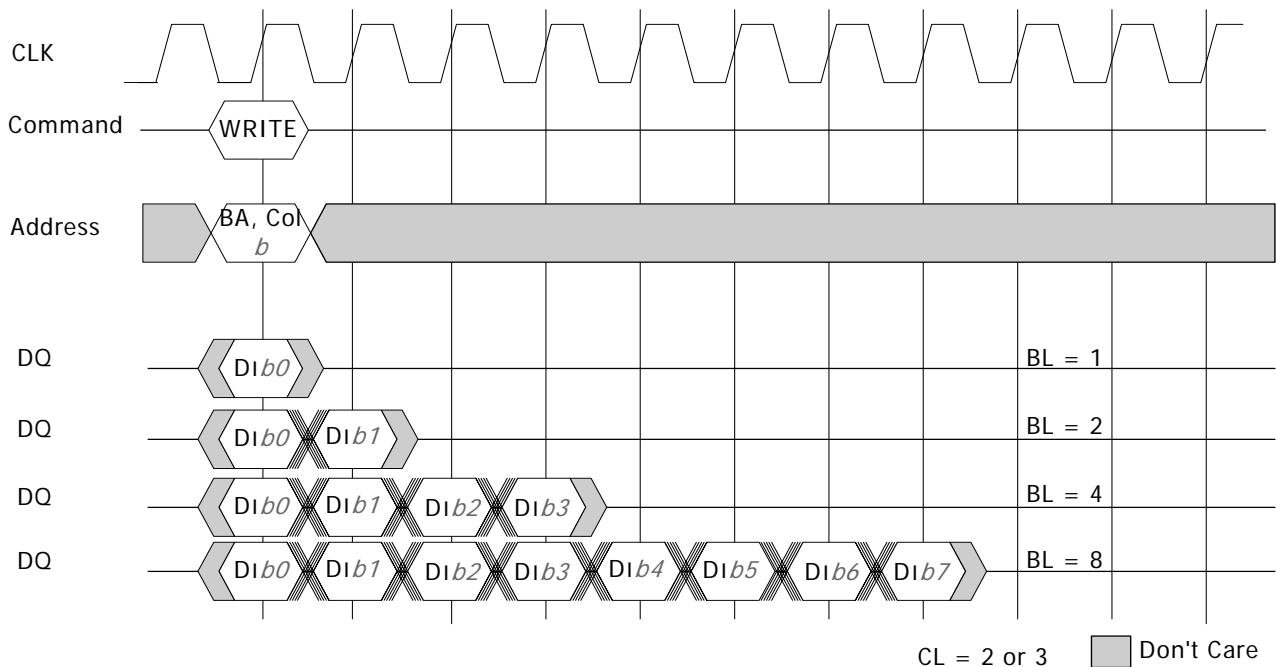 CLK
Command WRITE
Address BA, Col
b
DQ DIb0 BL = 1
DQ DIb0 DIb1 BL = 2
DQ DIb0 DIb1 DIb2 DIb3 BL = 4
DQ DIb0 DIb1 DIb2 DIb3 DIb4 DIb5 DIb6 DIb7 BL = 8
CL = 2 or 3 Don't Care